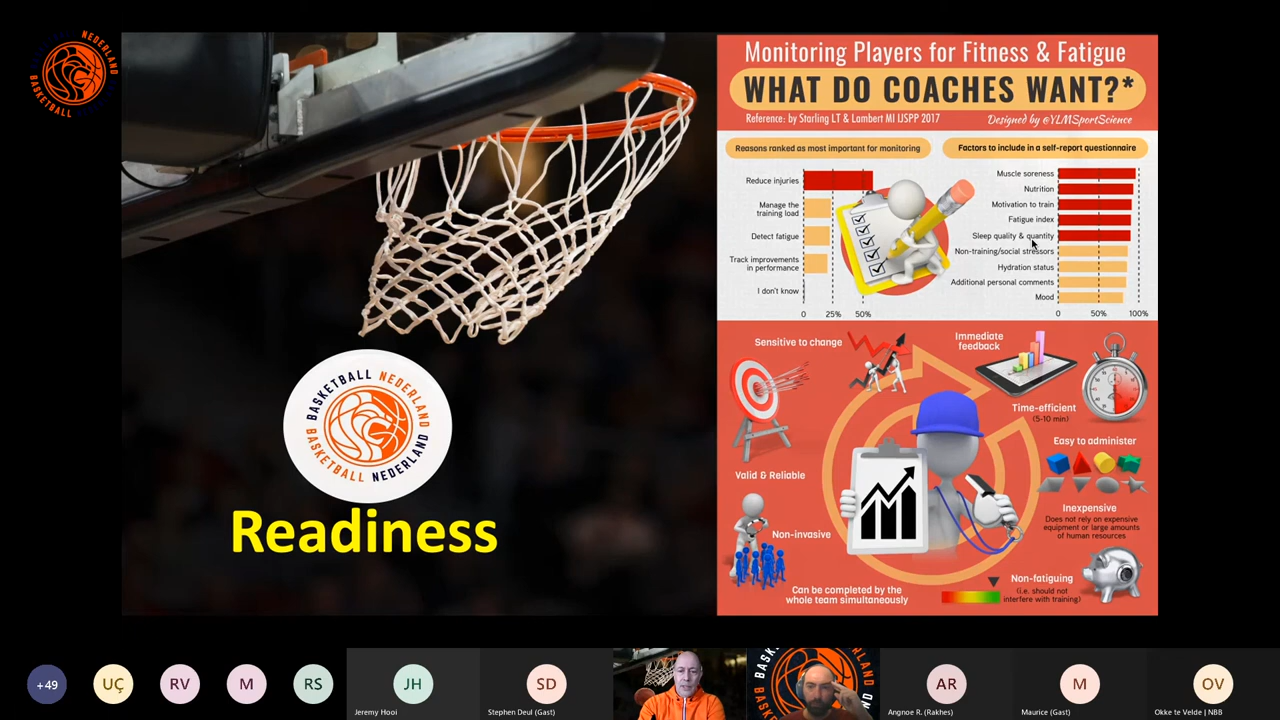 BASKETBALL NEDERLAND
BASKETBALL NEDERLAND
BASKETBALL NEDERLAND
Readiness
Monitoring Players for Fitness & Fatigue
WHAT DO COACHES WANT?*
Reference: by Starling LT & Lambert MI IJSPP 2017
Designed by @YLMSportScience
Reasons ranked as most important for monitoring
Reduce injuries
Manage the
training load
Detect fatigue
Track improvements
in performance
I don't know
0 25% 50%
Factors to include in a self-report questionnaire
Muscle soreness
Nutrition
Motivation to train
Fatigue index
Sleep quality & quantity
Non-training/social stressors
Hydration status
Additional personal comments
Mood
0 50% 100%
Sensitive to change
Immediate
feedback
Time-efficient
(5-10 min)
Easy to administer
Valid & Reliable
Inexpensive
Does not rely on expensive
equipment or large amounts
of human resources
Non-invasive
Non-fatiguing
(i.e. should not
interfere with training)
Can be completed by the
whole team simultaneously
+49
UÇ
RV
M
RS
JH
Jeremy Hooi
SD
Stephen Deul (Gast)
BASK
NEDERLAND
AR
Angnoe R. (Rakhes)
M
Maurice (Gast)
OV
Okke te Velde | NBB